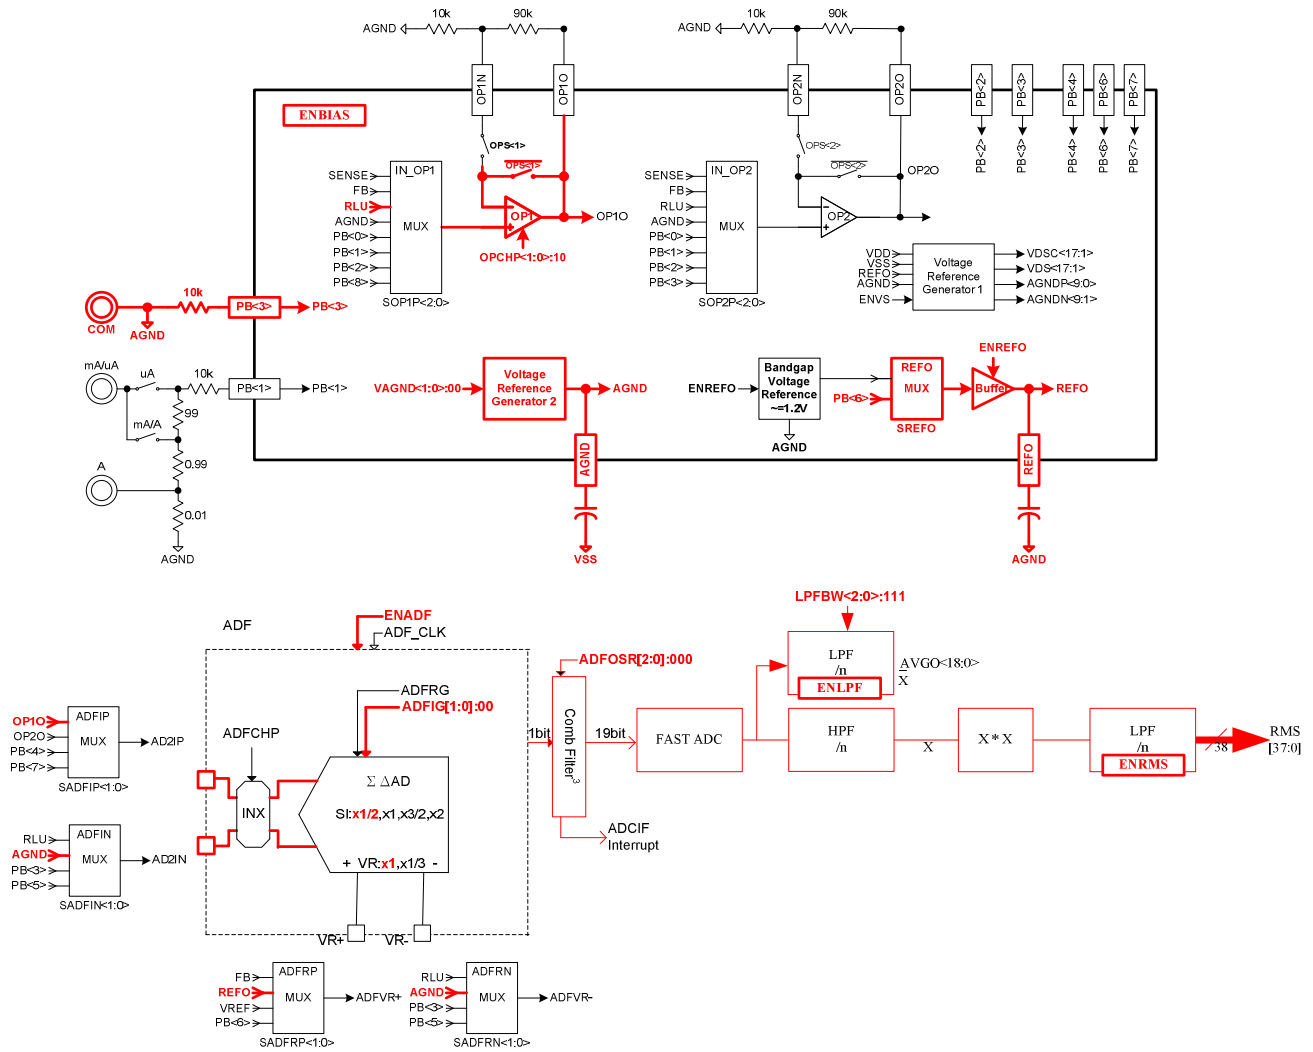 10k
90k
AGND
10k
90k
AGND
OP1N
OP1O
OP2N
OP2O
PB<2>
PB<3>
PB<4>
PB<6>
PB<7>
ENBIAS
OPS<1>
OPS<1>
OPS<2>
OPS<2>
PB<2>
PB<3>
PB<4>
PB<6>
PB<7>
SENSE
FB
RLU
AGND
PB<0>
PB<1>
PB<2>
PB<8>
IN_OP1
MUX
SOP1P<2:0>
OP1
OP1O
OPCHP<1:0>:10
SENSE
FB
RLU
AGND
PB<0>
PB<1>
PB<2>
PB<3>
IN_OP2
MUX
SOP2P<2:0>
OP2
OP2O
VDD
VSS
REFO
AGND
ENVS
Voltage
Reference
Generator 1
VDSC<17:1>
VDS<17:1>
AGNDP<9:0>
AGNDN<9:1>
COM
AGND
10k
PB<3>
PB<3>
mA/uA
uA
10k
PB<1>
PB<1>
99
mA/A
0.99
A
0.01
AGND
VAGND<1:0>:00
Voltage
Reference
Generator 2
AGND
AGND
VSS
ENREFO
Bandgap
Voltage
Reference
~=1.2V
AGND
PB<6>
REFO
MUX
SREFO
ENREFO
Buffer
REFO
REFO
AGND
ADF
ENADF
ADF_CLK
ADFRG
ADFIG[1:0]:00
ADFCHP
INX
Σ ΔAD
SI:x1/2,x1,x3/2,x2
+ VR:x1,x1/3 -
VR+
VR-
OP1O
OP2O
PB<4>
PB<7>
ADFIP
MUX
AD2IP
SADFIP<1:0>
RLU
AGND
PB<3>
PB<5>
ADFIN
MUX
AD2IN
SADFIN<1:0>
FB
REFO
VREF
PB<6>
ADFRP
MUX
ADFVR+
SADFRP<1:0>
RLU
AGND
PB<3>
PB<5>
ADFRN
MUX
ADFVR-
SADFRN<1:0>
1bit
ADFOSR[2:0]:000
Comb Filter3
19bit
ADCIF
Interrupt
FAST ADC
LPFBW<2:0>:111
LPF
/n
ENLPF
AVGO<18:0>
X
HPF
/n
X
X*X
LPF
/n
ENRMS
38
RMS
[37:0]